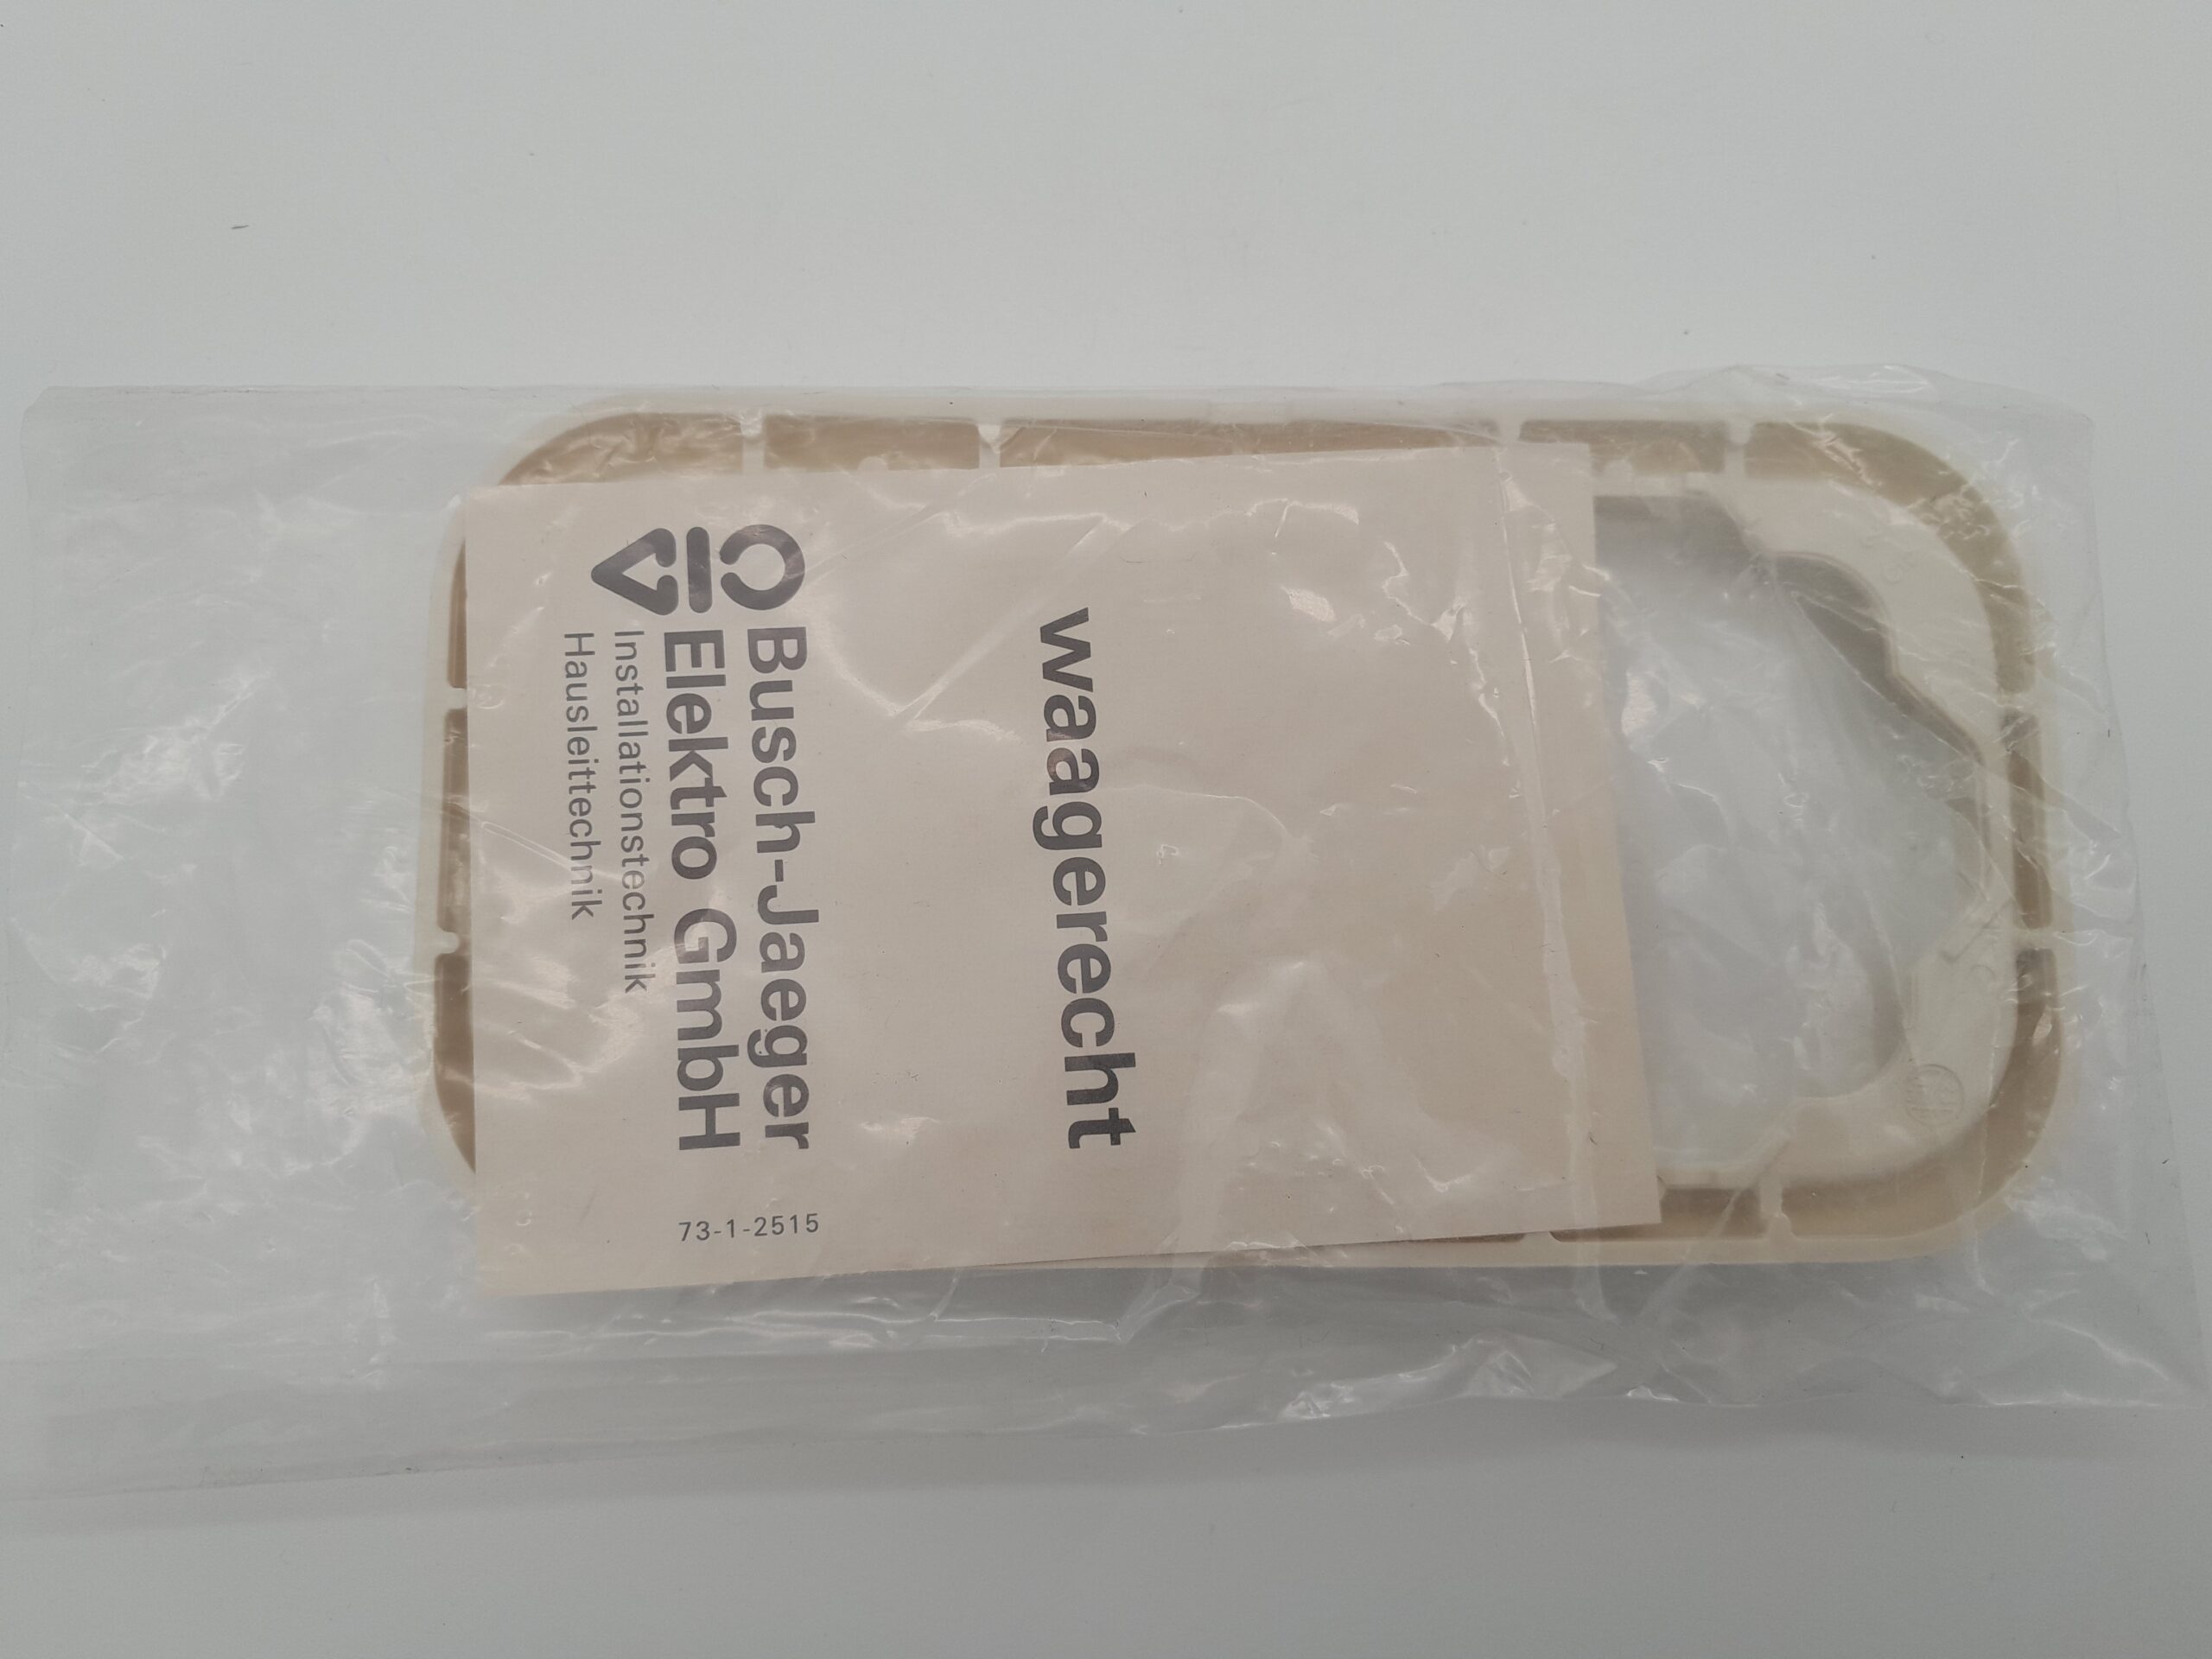 waagerecht
Busch-Jaeger
Elektro GmbH
Installationstechnik
Hausleittechnik
73-1-2515